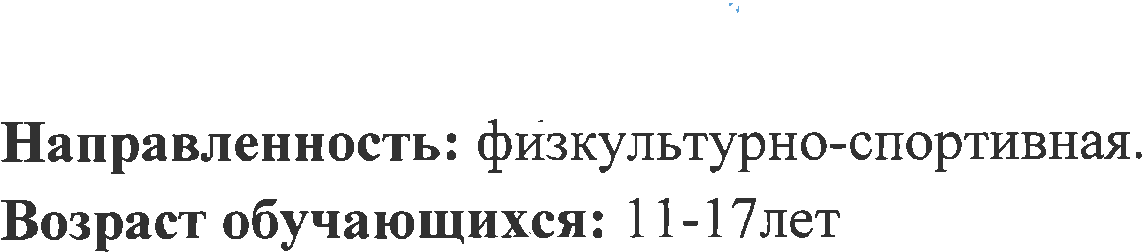 Направленность: физкультурно-спортивная.
Возраст обучающихся: 11-17лет